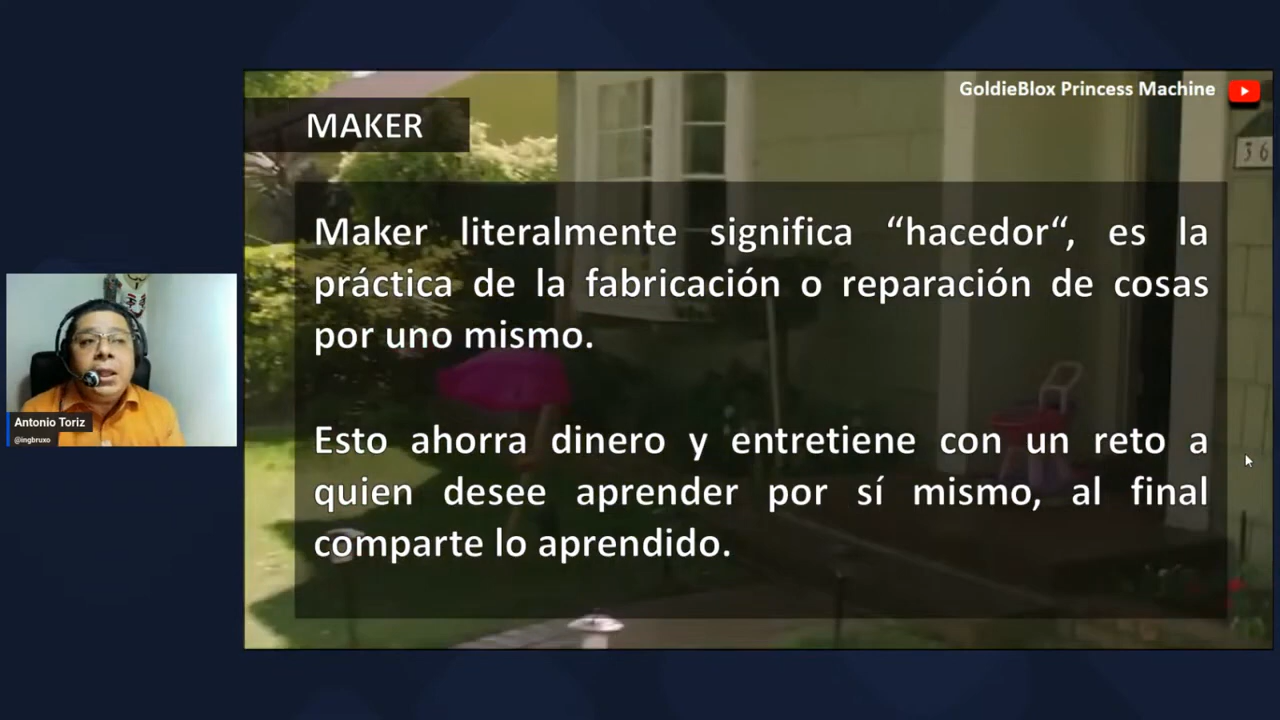 GoldieBlox Princess Machine
MAKER
36
Maker literalmente significa “hacedor“, es la
práctica de la fabricación o reparación de cosas
por uno mismo.
Esto ahorra dinero y entretiene con un reto a
quien desee aprender por sí mismo, al final
comparte lo aprendido.
Antonio Toriz
@ingbruxo